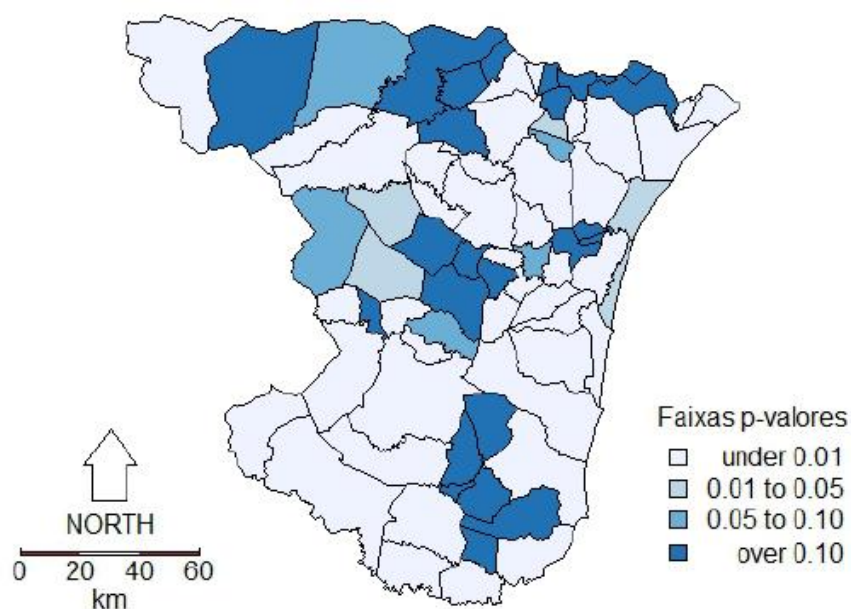 Faixas p-valores
under 0.01
0.01 to 0.05
0.05 to 0.10
over 0.10
NORTH
0 20 40 60
km